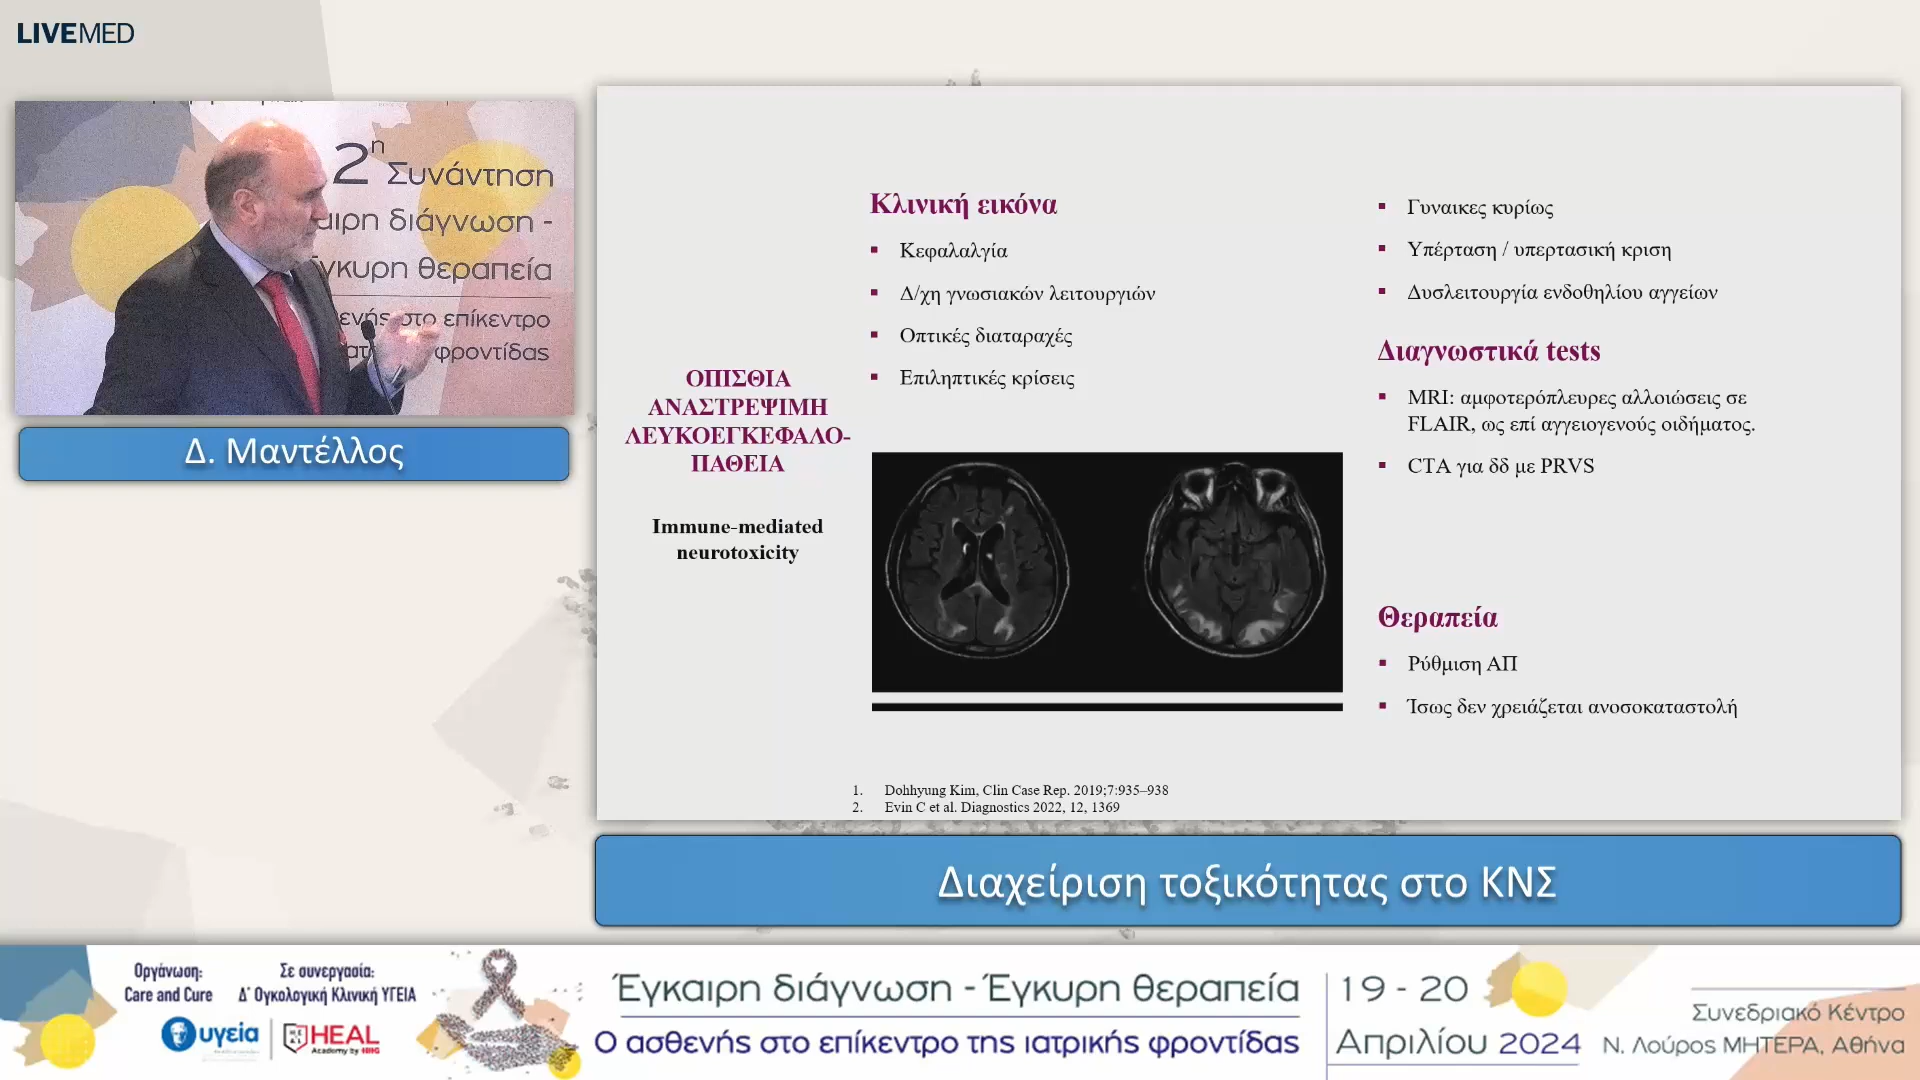 LIVEMED
2η Συνάντηση
αιρη διάγνωση -
γκυρη θεραπεία
ενής στο επίκεντρο
φροντίδας
Δ. Μαντέλλος
ΟΠΙΣΘΙΑ
ΑΝΑΣΤΡΕΨΙΜΗ
ΛΕΥΚΟΕΓΚΕΦΑΛΟ-
ΠΑΘΕΙΑ
Immune-mediated
neurotoxicity
Κλινική εικόνα
▪ Κεφαλαλγία
▪ Δ/χη γνωσιακών λειτουργιών
▪ Οπτικές διαταραχές
▪ Επιληπτικές κρίσεις
▪ Γυναικες κυρίως
▪ Υπέρταση / υπερτασική κριση
▪ Δυσλειτουργία ενδοθηλίου αγγείων
Διαγνωστικά tests
▪ MRI: αμφοτερόπλευρες αλλοιώσεις σε
FLAIR, ως επί αγγειογενούς οιδήματος.
▪ CTA για δδ με PRVS
Θεραπεία
▪ Ρύθμιση ΑΠ
▪ Ίσως δεν χρειάζεται ανοσοκαταστολή
1. Dohhyung Kim, Clin Case Rep. 2019;7:935–938
2. Evin C et al. Diagnostics 2022, 12, 1369
Διαχείριση τοξικότητας στο ΚΝΣ
Οργάνωση:
Care and Cure
Σε συνεργασία:
Δ' Ογκολογική Κλινική ΥΓΕΙΑ
υγεία
HEAL
Academy by HHG
Έγκαιρη διάγνωση - Έγκυρη θεραπεία
Ο ασθενής στο επίκεντρο της ιατρικής φροντίδας
19 - 20
Απριλίου 2024
Συνεδριακό Κέντρο
Ν. Λούρος ΜΗΤΕΡΑ, Αθήνα